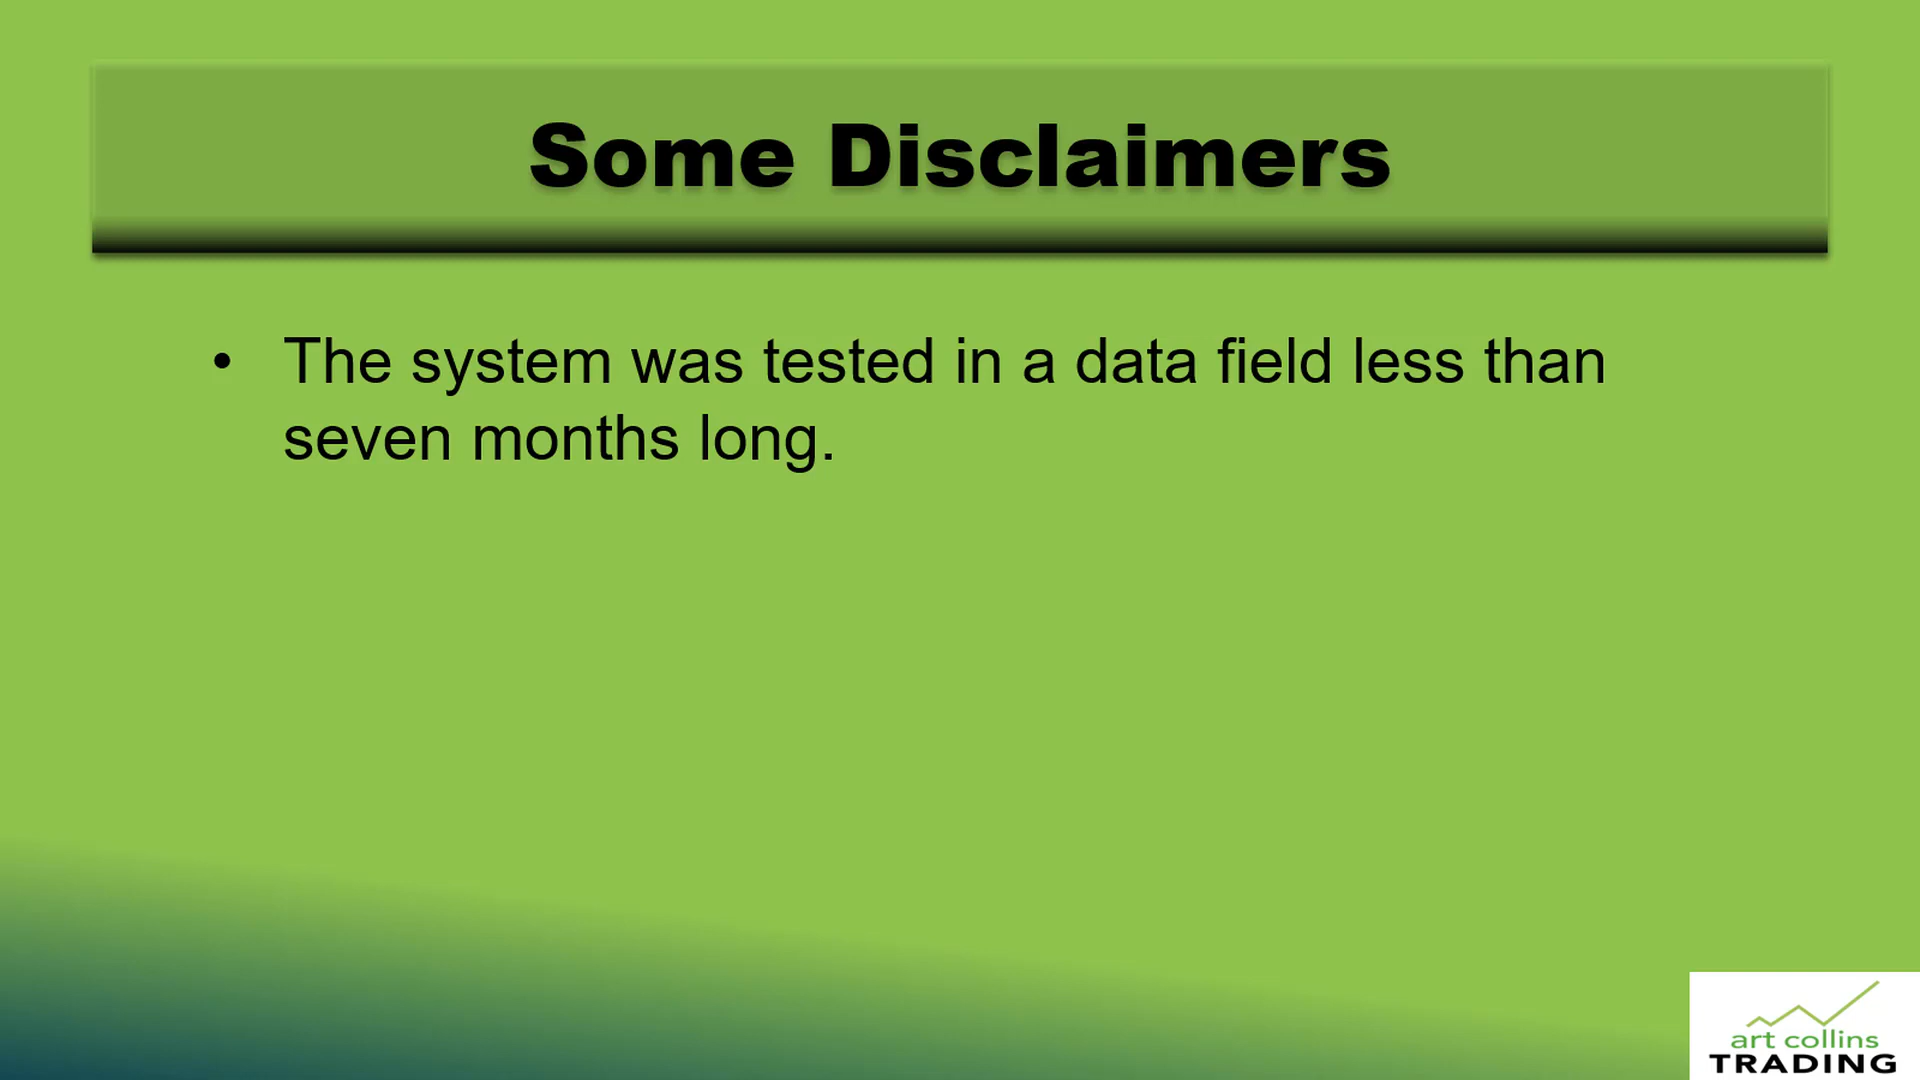 Some Disclaimers
• The system was tested in a data field less than
seven months long.
art collins
TRADING